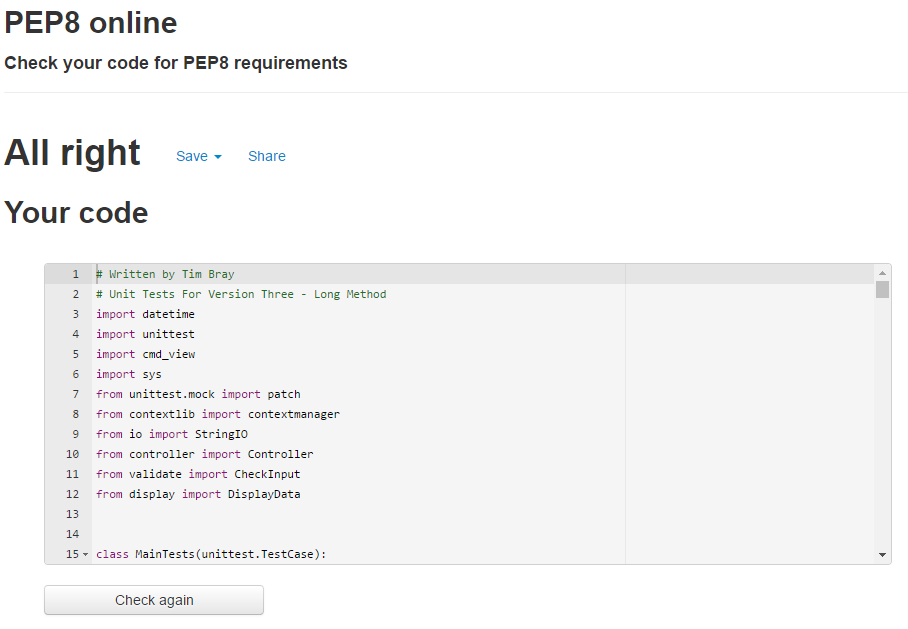 PEP8 online
Check your code for PEP8 requirements
All right Save Share
Your code
1 # Written by Tim Bray
2 # Unit Tests For Version Three - Long Method
3 import datetime
4 import unittest
5 import cmd_view
6 import sys
7 from unittest.mock import patch
8 from contextlib import contextmanager
9 from io import StringIO
10 from controller import Controller
11 from validate import CheckInput
12 from display import DisplayData
13
14
15 class MainTests(unittest.TestCase):
Check again